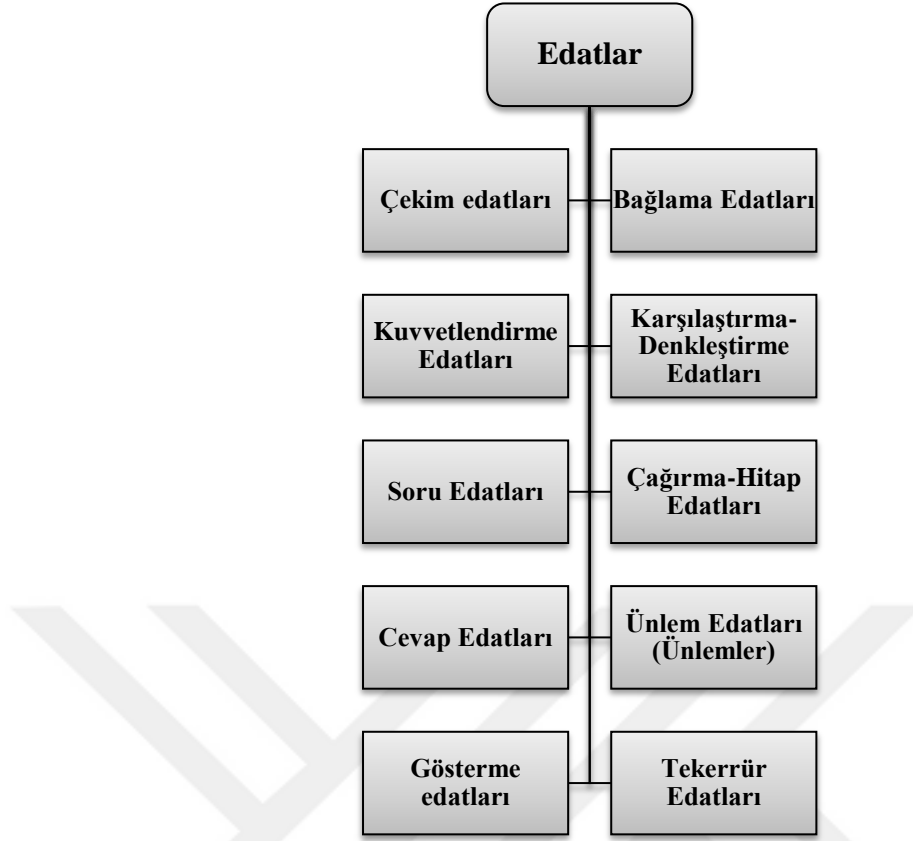 Edatlar
Çekim edatları
Bağlama Edatları
Kuvvetlendirme
Edatları
Karşılaştırma-
Denkleştirme
Edatları
Soru Edatları
Çağırma-Hitap
Edatları
Cevap Edatları
Ünlem Edatları
(Ünlemler)
Gösterme
edatları
Tekerrür
Edatları